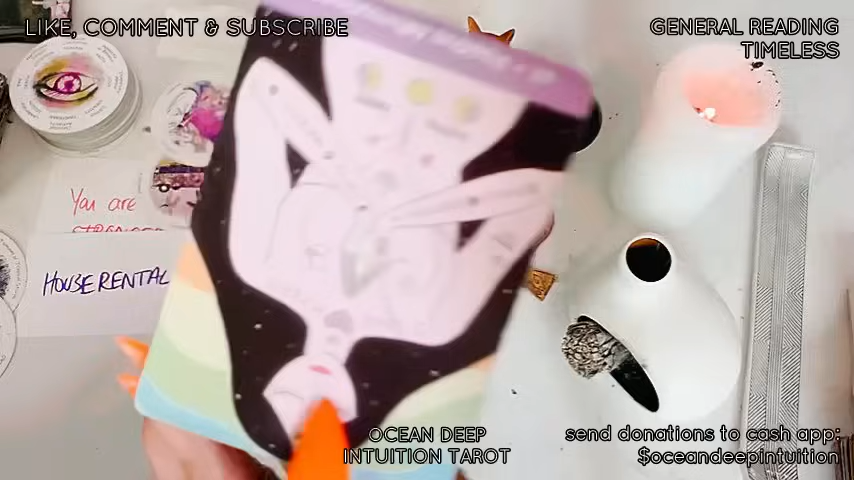 LIKE, COMMENT & SUBSCRIBE
GENERAL READING
TIMELESS
You are
HOUSE RENTAL
OCEAN DEEP
INTUITION TAROT
send donations to cash app:
$oceandeepintuition